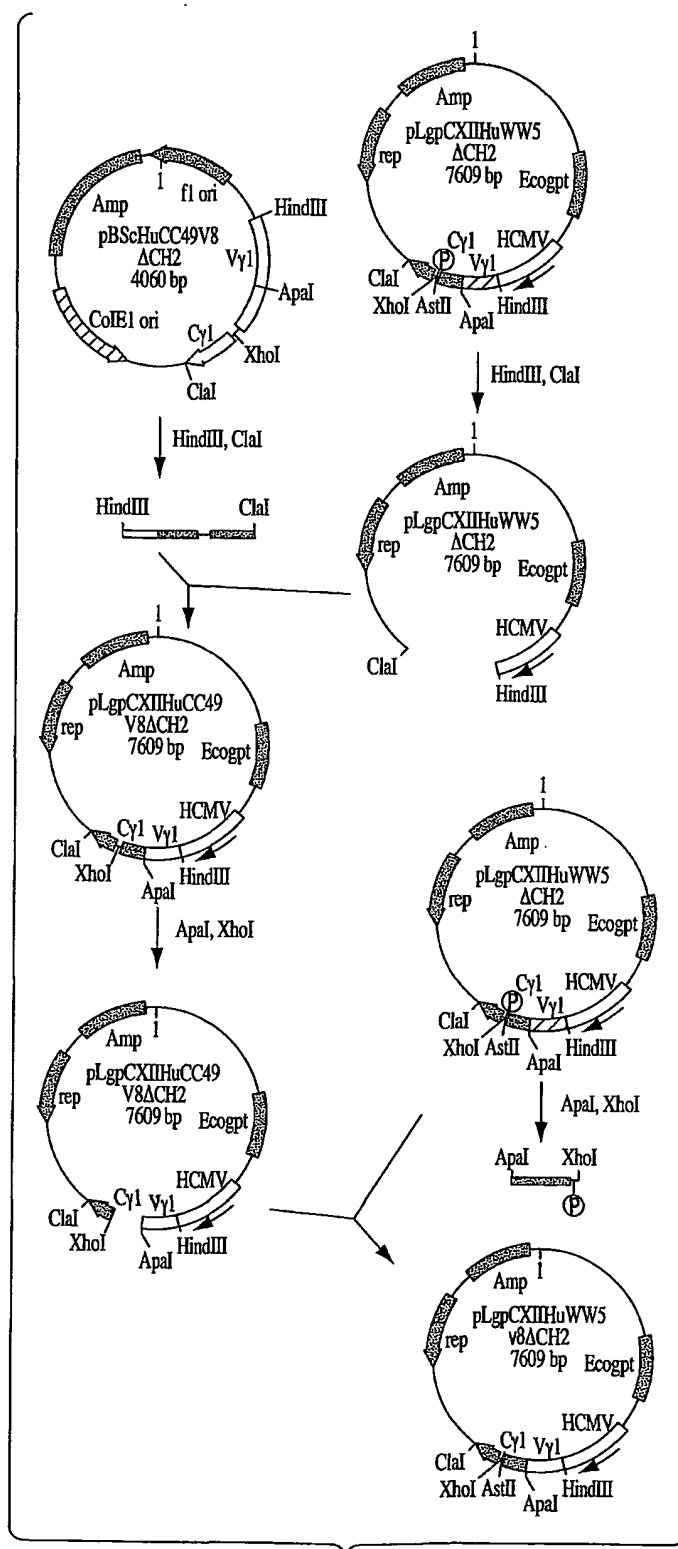 1
f1 ori
Amp
pBScHuCC49V8
ΔCH2
4060 bp
HindIII
Vγ1
ApaI
ColE1 ori
Cγ1
XhoI
ClaI
HindIII, ClaI
HindIII
ClaI
1
Amp
pLgpCXIIHuWW5
ΔCH2
7609 bp
rep
Ecogpt
HCMV
Cγ1
P
Vγ1
ClaI
XhoI
AstII
ApaI
HindIII
HindIII, ClaI
1
Amp
pLgpCXIIHuWW5
ΔCH2
7609 bp
rep
Ecogpt
HCMV
ClaI
HindIII
1
Amp
pLgpCXIIHuCC49
V8ΔCH2
7609 bp
rep
Ecogpt
HCMV
Cγ1
Vγ1
ClaI
XhoI
ApaI
HindIII
ApaI, XhoI
1
Amp
pLgpCXIIHuCC49
V8ΔCH2
7609 bp
rep
Ecogpt
HCMV
Cγ1
Vγ1
ClaI
XhoI
ApaI
HindIII
1
Amp
pLgpCXIIHuWW5
ΔCH2
7609 bp
rep
Ecogpt
HCMV
Cγ1
P
Vγ1
ClaI
XhoI
AstII
ApaI
HindIII
ApaI, XhoI
ApaI
XhoI
P
1
Amp
pLgpCXIIHuWW5
v8ΔCH2
7609 bp
rep
Ecogpt
HCMV
Cγ1
Vγ1
ClaI
XhoI
AstII
ApaI
HindIII